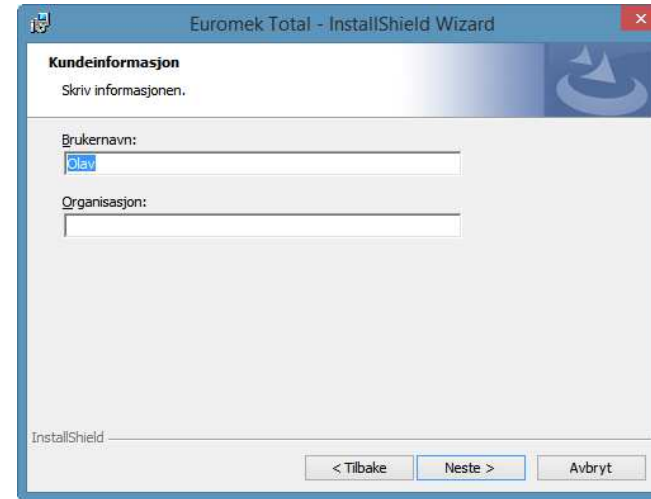 Euromek Total - InstallShield Wizard
Kundeinformasjon
Skriv informasjonen.
Brukernavn:
Olav
Organisasjon:
InstallShield
< Tilbake
Neste >
Avbryt